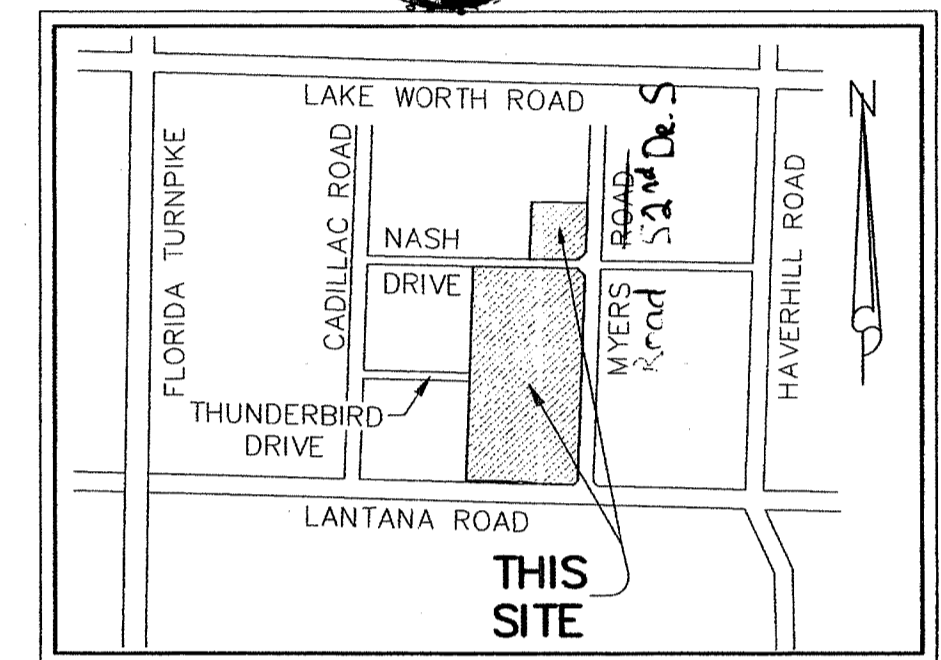 LAKE WORTH ROAD
FLORIDA TURNPIKE
CADILLAC ROAD
NASH
DRIVE
MYERS ROAD
Road 52nd Dr. S
HAVERHILL ROAD
N
THUNDERBIRD
DRIVE
LANTANA ROAD
THIS
SITE